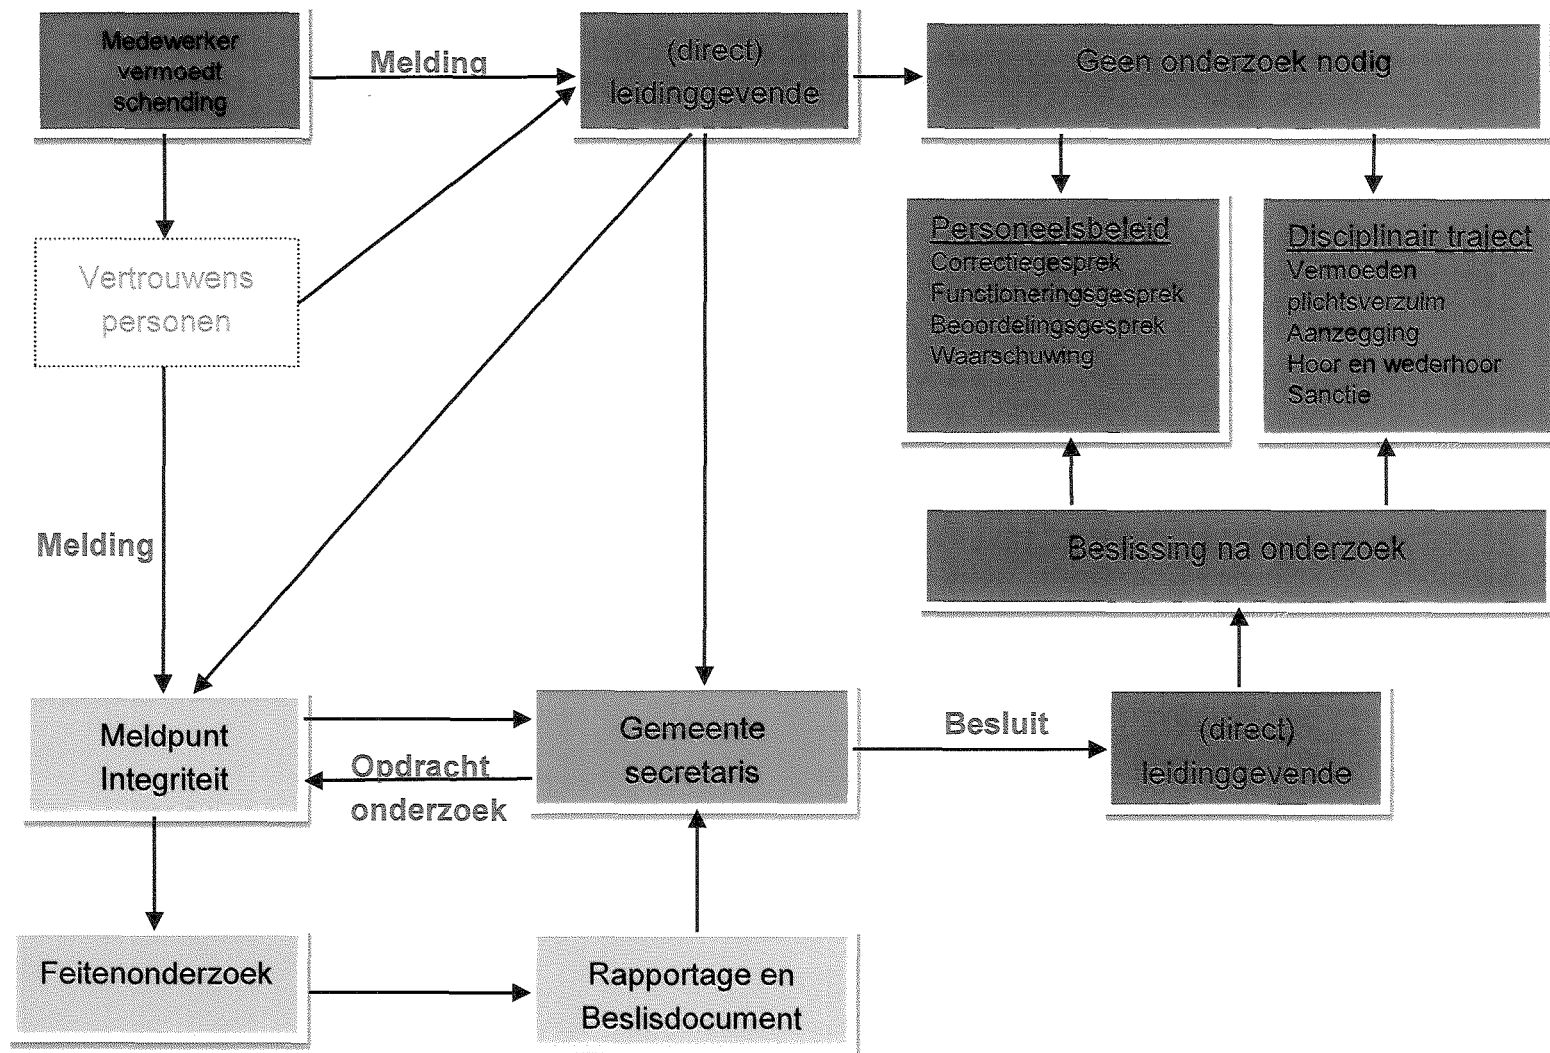 Medewerker
vermoedt
schending
Melding
(direct)
leidinggevende
Geen onderzoek nodig
Vertrouwens
personen
Personeelsbeleid
Correctiegesprek
Functioneringsgesprek
Beoordelingsgesprek
Waarschuwing
Disciplinair traject
Vermoeden
plichtsverzuim
Aanzegging
Hoor en wederhoor
Sanctie
Melding
Beslissing na onderzoek
Meldpunt
Integriteit
Opdracht
onderzoek
Gemeente
secretaris
Besluit
(direct)
leidinggevende
Feitenonderzoek
Rapportage en
Beslisdocument